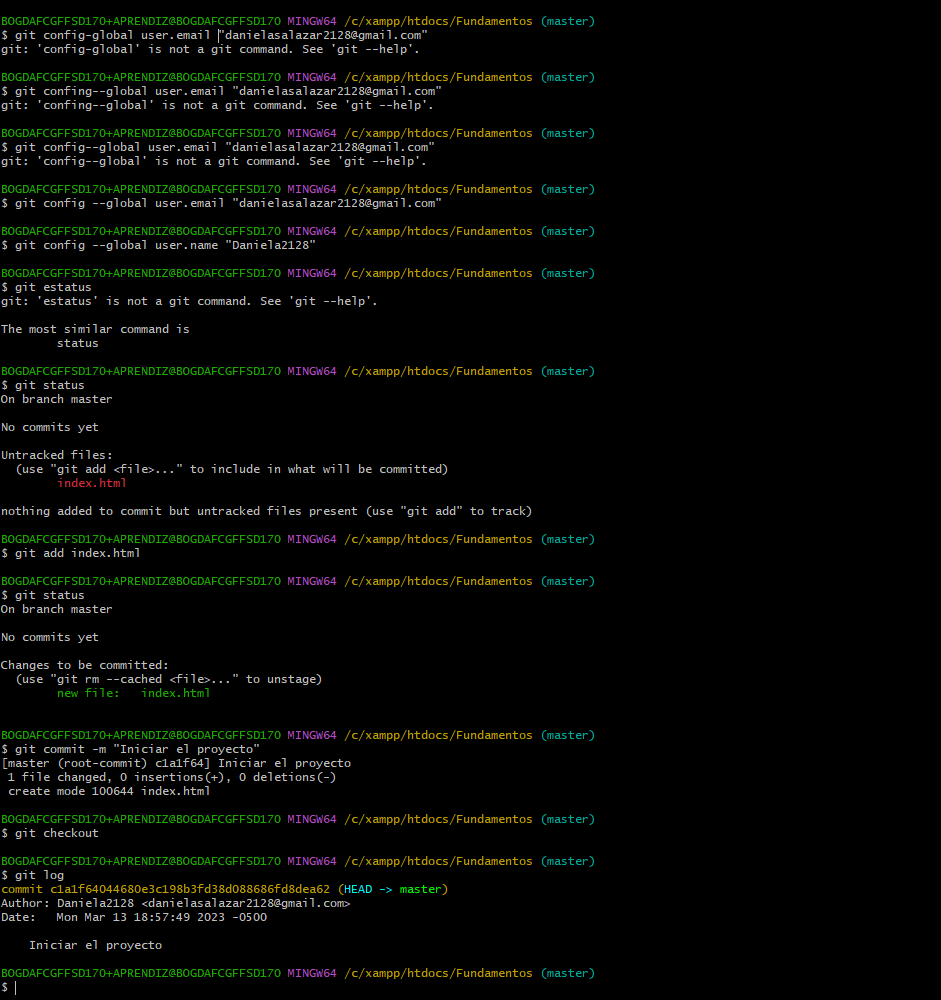 BOGDAFCGFFSD170+APRENDIZ@BOGDAFCGFFSD170 MINGW64 /c/xampp/htdocs/Fundamentos (master)
$ git config-global user.email "danielasalazar2128@gmail.com"
git: 'config-global' is not a git command. See 'git --help'.

BOGDAFCGFFSD170+APRENDIZ@BOGDAFCGFFSD170 MINGW64 /c/xampp/htdocs/Fundamentos (master)
$ git confing--global user.email "danielasalazar2128@gmail.com"
git: 'confing--global' is not a git command. See 'git --help'.

BOGDAFCGFFSD170+APRENDIZ@BOGDAFCGFFSD170 MINGW64 /c/xampp/htdocs/Fundamentos (master)
$ git config--global user.email "danielasalazar2128@gmail.com"
git: 'config--global' is not a git command. See 'git --help'.

BOGDAFCGFFSD170+APRENDIZ@BOGDAFCGFFSD170 MINGW64 /c/xampp/htdocs/Fundamentos (master)
$ git config --global user.email "danielasalazar2128@gmail.com"

BOGDAFCGFFSD170+APRENDIZ@BOGDAFCGFFSD170 MINGW64 /c/xampp/htdocs/Fundamentos (master)
$ git config --global user.name "Daniela2128"

BOGDAFCGFFSD170+APRENDIZ@BOGDAFCGFFSD170 MINGW64 /c/xampp/htdocs/Fundamentos (master)
$ git estatus
git: 'estatus' is not a git command. See 'git --help'.

The most similar command is
        status

BOGDAFCGFFSD170+APRENDIZ@BOGDAFCGFFSD170 MINGW64 /c/xampp/htdocs/Fundamentos (master)
$ git status
On branch master

No commits yet

Untracked files:
  (use "git add <file>..." to include in what will be committed)
        index.html

nothing added to commit but untracked files present (use "git add" to track)

BOGDAFCGFFSD170+APRENDIZ@BOGDAFCGFFSD170 MINGW64 /c/xampp/htdocs/Fundamentos (master)
$ git add index.html

BOGDAFCGFFSD170+APRENDIZ@BOGDAFCGFFSD170 MINGW64 /c/xampp/htdocs/Fundamentos (master)
$ git status
On branch master

No commits yet

Changes to be committed:
  (use "git rm --cached <file>..." to unstage)
        new file:   index.html

BOGDAFCGFFSD170+APRENDIZ@BOGDAFCGFFSD170 MINGW64 /c/xampp/htdocs/Fundamentos (master)
$ git commit -m "Iniciar el proyecto"
[master (root-commit) c1a1f64] Iniciar el proyecto
 1 file changed, 0 insertions(+), 0 deletions(-)
 create mode 100644 index.html

BOGDAFCGFFSD170+APRENDIZ@BOGDAFCGFFSD170 MINGW64 /c/xampp/htdocs/Fundamentos (master)
$ git checkout

BOGDAFCGFFSD170+APRENDIZ@BOGDAFCGFFSD170 MINGW64 /c/xampp/htdocs/Fundamentos (master)
$ git log
commit c1a1f64044680e3c198b3fd38d088686fd8dea62 (HEAD -> master)
Author: Daniela2128 <danielasalazar2128@gmail.com>
Date:   Mon Mar 13 18:57:49 2023 -0500

    Iniciar el proyecto

BOGDAFCGFFSD170+APRENDIZ@BOGDAFCGFFSD170 MINGW64 /c/xampp/htdocs/Fundamentos (master)
$